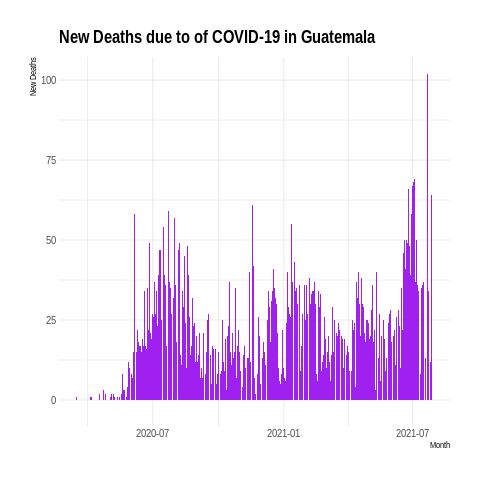 New Deaths due to of COVID-19 in Guatemala
New Deaths
100
75
50
25
0
2020-07
2021-01
2021-07
Month